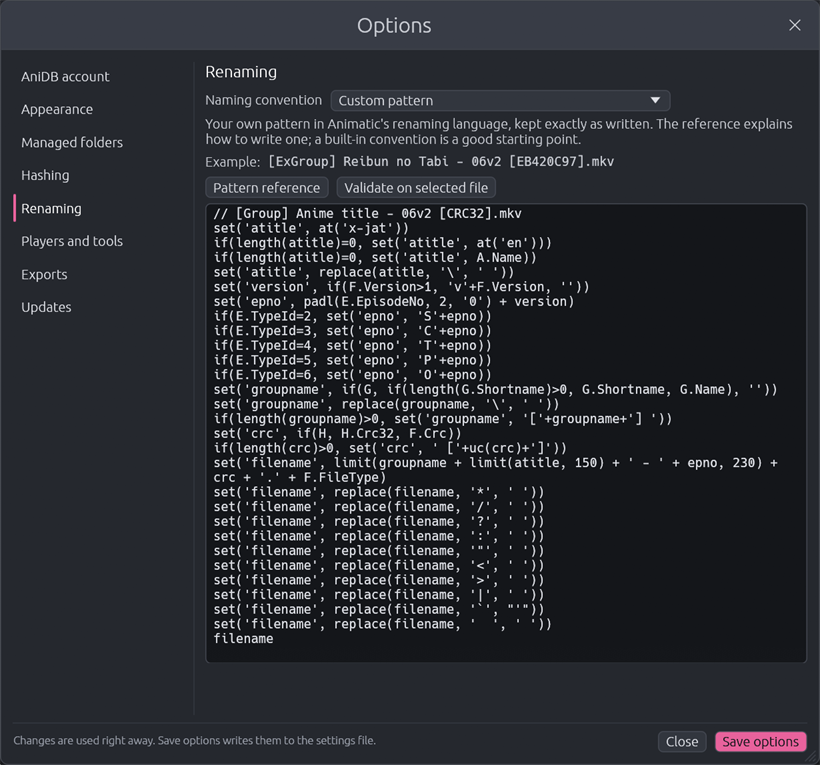 Options
AniDB account
Appearance
Managed folders
Hashing
Renaming
Players and tools
Exports
Updates
Renaming
Naming convention Custom pattern
Your own pattern in Animatic's renaming language, kept exactly as written. The reference explains
how to write one; a built-in convention is a good starting point.
Example: [ExGroup] Reibun no Tabi - 06v2 [EB420C97].mkv
Pattern reference Validate on selected file
// [Group] Anime title - 06v2 [CRC32].mkv
set('atitle', at('x-jat'))
if(length(atitle)=0, set('atitle', at('en')))
if(length(atitle)=0, set('atitle', A.Name))
set('atitle', replace(atitle, '\', ' '))
set('version', if(F.Version>1, 'v'+F.Version, ''))
set('epno', padl(E.EpisodeNo, 2, '0') + version)
if(E.TypeId=2, set('epno', 'S'+epno))
if(E.TypeId=3, set('epno', 'C'+epno))
if(E.TypeId=4, set('epno', 'T'+epno))
if(E.TypeId=5, set('epno', 'P'+epno))
if(E.TypeId=6, set('epno', 'O'+epno))
set('groupname', if(G, if(length(G.Shortname)>0, G.Shortname, G.Name), ''))
set('groupname', replace(groupname, '\', ' '))
if(length(groupname)>0, set('groupname', '['+groupname+'] '))
set('crc', if(H, H.Crc32, F.Crc))
if(length(crc)>0, set('crc', ' ['+uc(crc)+']'))
set('filename', limit(groupname + limit(atitle, 150) + ' - ' + epno, 230) +
crc + '.' + F.FileType)
set('filename', replace(filename, '*', ' '))
set('filename', replace(filename, '/', ' '))
set('filename', replace(filename, '?', ' '))
set('filename', replace(filename, ':', ' '))
set('filename', replace(filename, '"', ' '))
set('filename', replace(filename, '<', ' '))
set('filename', replace(filename, '>', ' '))
set('filename', replace(filename, '|', ' '))
set('filename', replace(filename, '`', "'"))
set('filename', replace(filename, '  ', ' '))
filename
Changes are used right away. Save options writes them to the settings file.
Close Save options